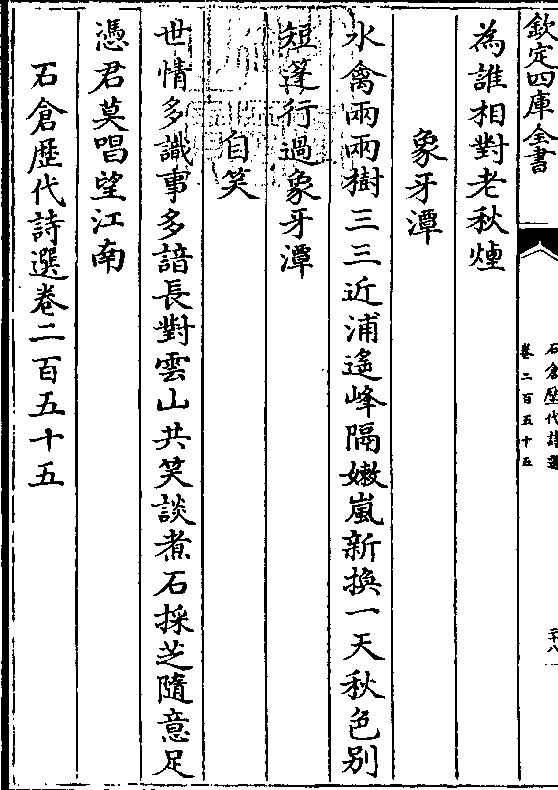 欽定四庫全書
石倉歴代詩選
卷二百五十五
為誰相對老秋煙
象牙潭
水禽兩兩樹三三近浦遙峰隔嫩嵐新換一天秋色别
短篷行過象牙潭
自笑
世情多識事多諳長對雲山共笑談煮石採芝隨意足
憑君莫唱望江南
石倉歴代詩選卷二百五十五